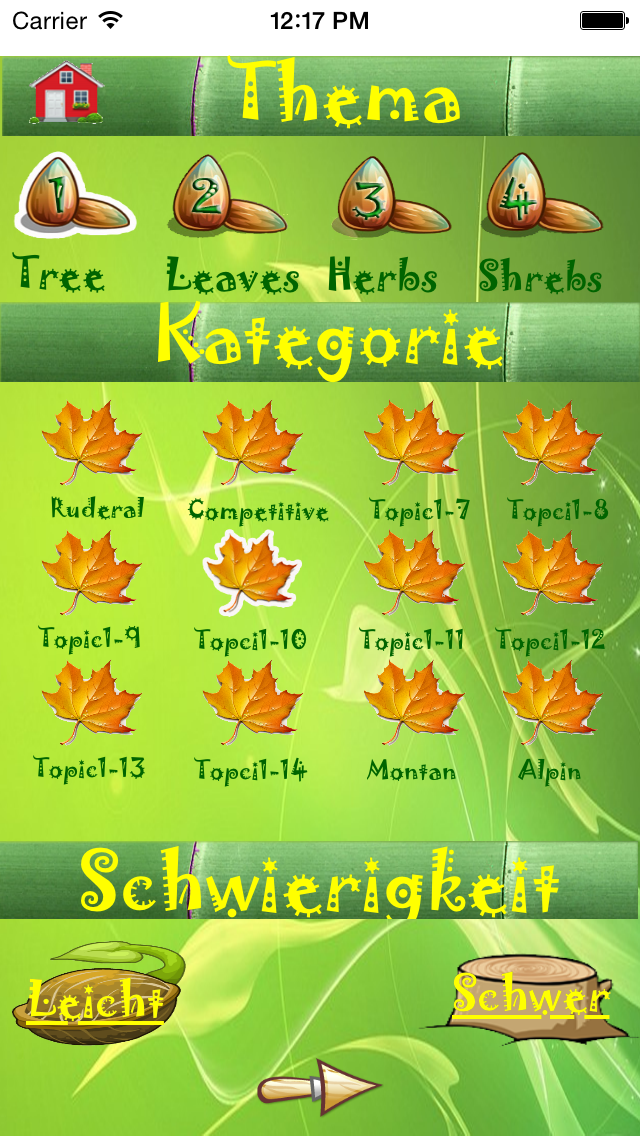 Carrier 12:17 PM
Thema
1 2 3 4
Tree Leaves Herbs Shrebs
Kategorie
Ruderal Competitive Topic1-7 Topci1-8
Topic1-9 Topci1-10 Topic1-11 Topci1-12
Topic1-13 Topci1-14 Montan Alpin
Schwierigkeit
Leicht Schwer